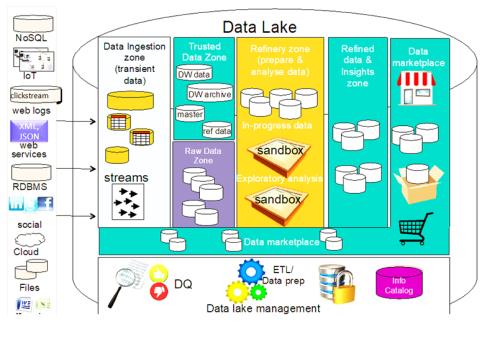 Data Lake
NoSQL
IoT
clickstream
web logs
XML,
JSON
web
services
RDBMS
social
Cloud
Files
Data Ingestion
zone
(transient
data)
streams
Trusted
Data Zone
DW data
DW archive
master
ref data
Raw Data
Zone
Refinery zone
(prepare &
analyse data)
In-progress data
sandbox
Exploratory analysis
sandbox
Refined
data &
Insights
zone
Data
marketplace
Data marketplace
DQ
ETL/
Data prep
Info
Catalog
Data lake management